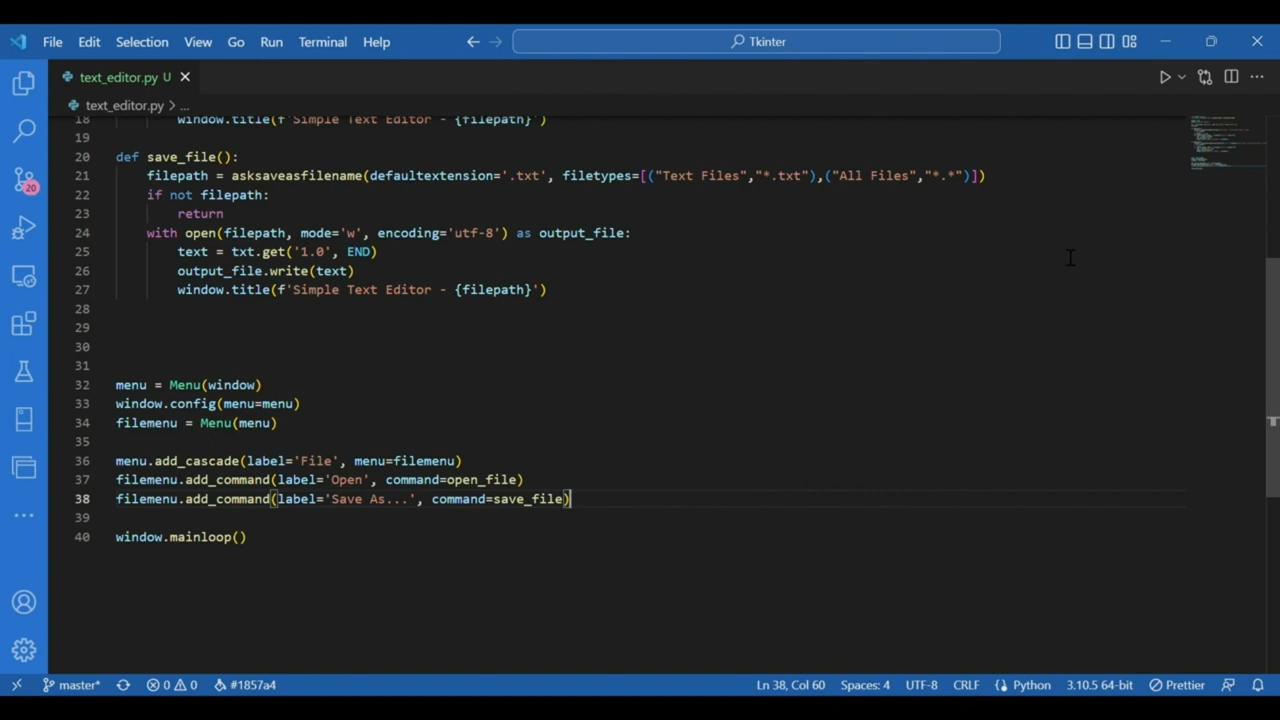 File Edit Selection View Go Run Terminal Help Tkinter
text_editor.py U
text_editor.py > ...
18 window.title(f'Simple Text Editor - {filepath}')
19
20 def save_file():
21 filepath = asksaveasfilename(defaultextension='.txt', filetypes=[("Text Files","*.txt"),("All Files","*.*")])
22 if not filepath:
23 return
24 with open(filepath, mode='w', encoding='utf-8') as output_file:
25 text = txt.get('1.0', END)
26 output_file.write(text)
27 window.title(f'Simple Text Editor - {filepath}')
28
29
30
31
32 menu = Menu(window)
33 window.config(menu=menu)
34 filemenu = Menu(menu)
35
36 menu.add_cascade(label='File', menu=filemenu)
37 filemenu.add_command(label='Open', command=open_file)
38 filemenu.add_command(label='Save As...', command=save_file)
39
40 window.mainloop()
20
master* 0 0 #1857a4 Ln 38, Col 60 Spaces: 4 UTF-8 CRLF Python 3.10.5 64-bit Prettier